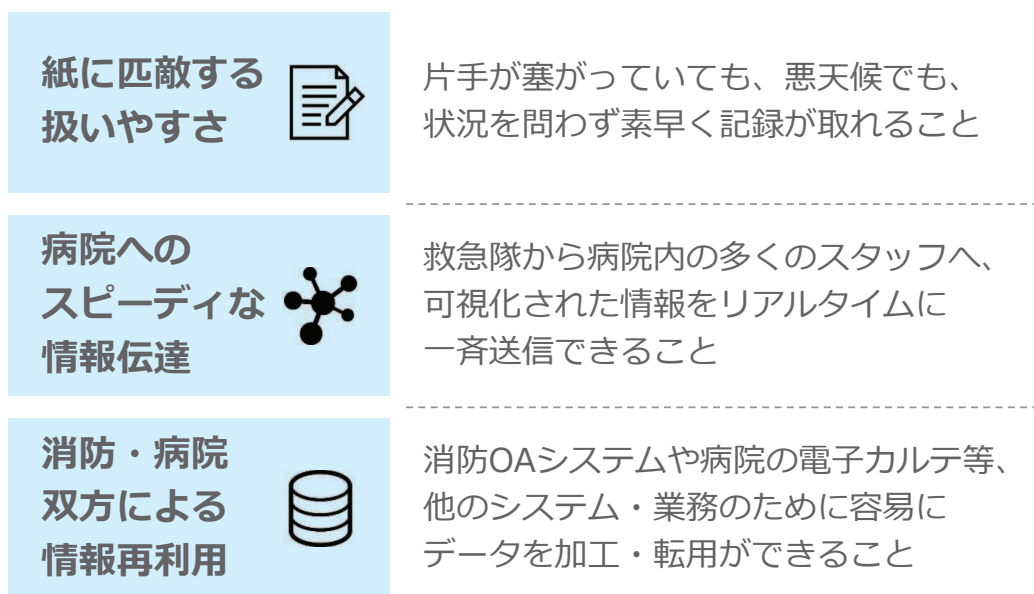 紙に匹敵する
扱いやすさ
片手が塞がっていても、悪天候でも、
状況を問わず素早く記録が取れること
病院への
スピーディな
情報伝達
救急隊から病院内の多くのスタッフへ、
可視化された情報をリアルタイムに
一斉送信できること
消防・病院
双方による
情報再利用
消防OAシステムや病院の電子カルテ等、
他のシステム・業務のために容易に
データを加工・転用ができること